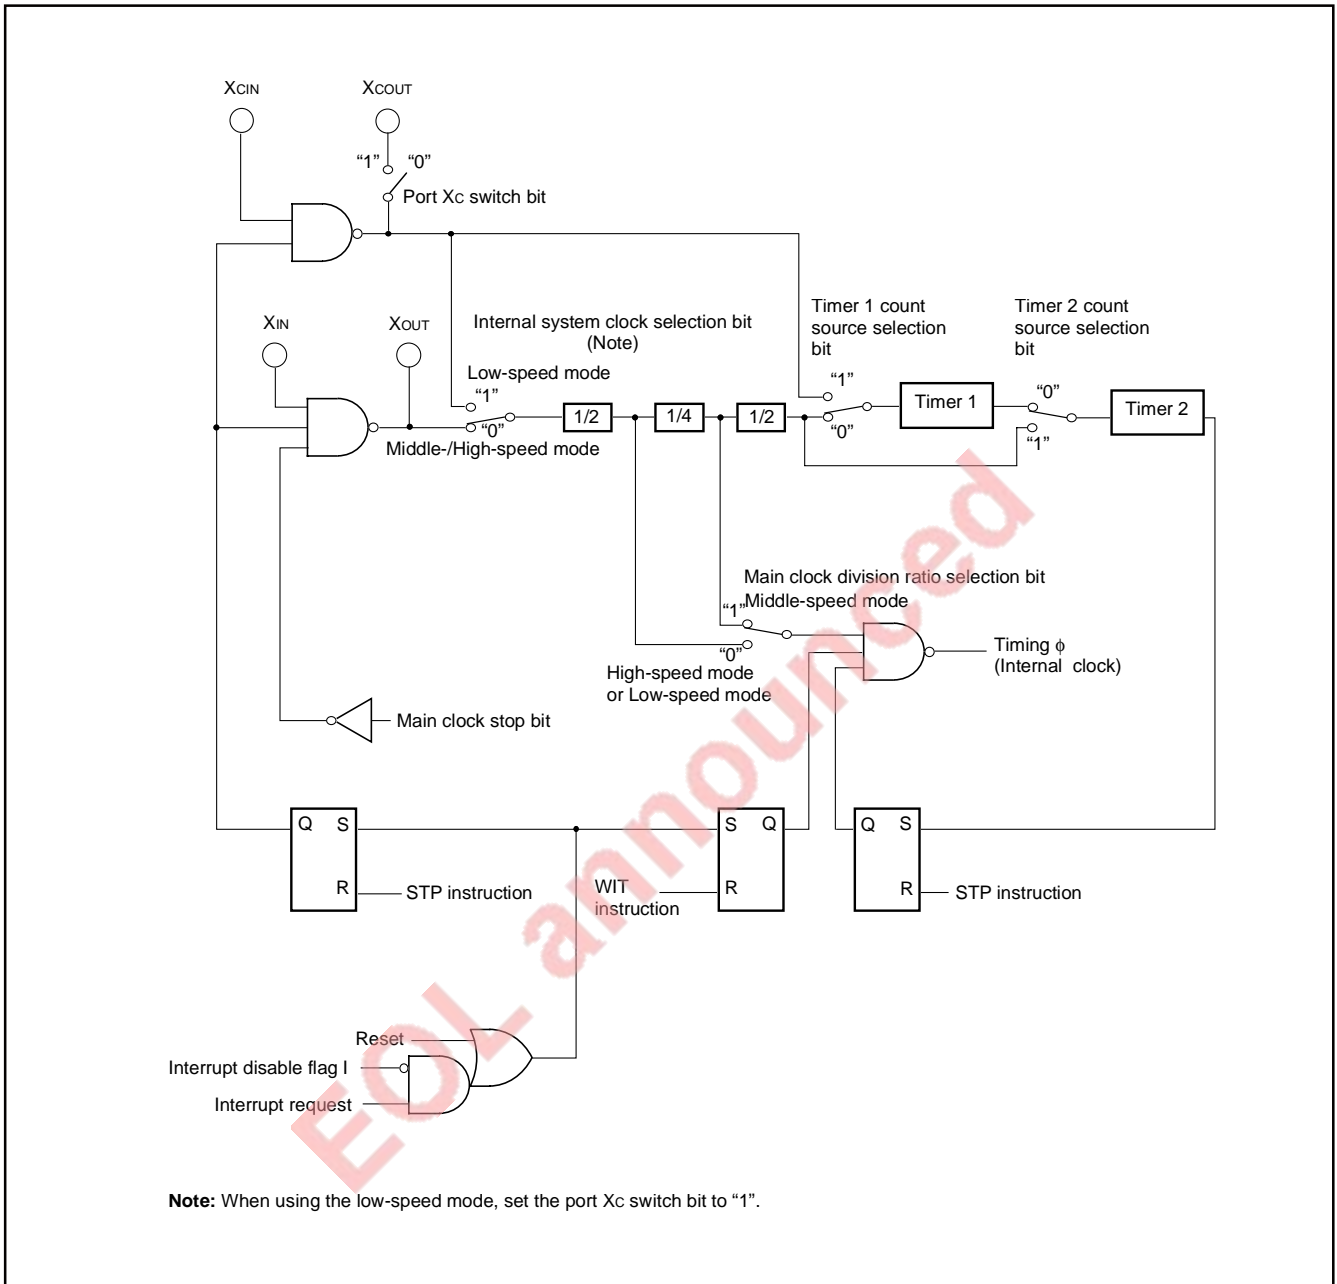 XCIN
XCOUT
“1” “0”
Port XC switch bit
XIN
XOUT
Internal system clock selection bit
(Note)
Low-speed mode
“1”
“0”
Middle-/High-speed mode
1/2
1/4
1/2
Timer 1 count
source selection
bit
“1”
“0”
Timer 1
Timer 2 count
source selection
bit
“0”
“1”
Timer 2
Main clock division ratio selection bit
Middle-speed mode
“1”
“0”
High-speed mode
or Low-speed mode
Timing ϕ
(Internal clock)
Main clock stop bit
Q S
R
STP instruction
S Q
R
WIT
instruction
Q S
R
STP instruction
Reset
Interrupt disable flag I
Interrupt request
EOL announced
Note: When using the low-speed mode, set the port XC switch bit to “1”.